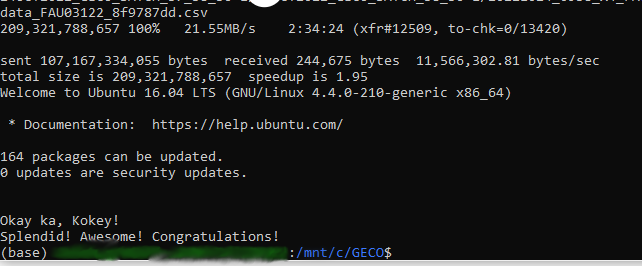 data_FAU03122_8f9787dd.csv
209,321,788,657 100%   21.55MB/s    2:34:24 (xfr#12509, to-chk=0/13420)

sent 107,167,334,055 bytes  received 244,675 bytes  11,566,302.81 bytes/sec
total size is 209,321,788,657  speedup is 1.95
Welcome to Ubuntu 16.04 LTS (GNU/Linux 4.4.0-210-generic x86_64)

 * Documentation:  https://help.ubuntu.com/

164 packages can be updated.
0 updates are security updates.

Okay ka, Kokey!
Splendid! Awesome! Congratulations!
(base) :/mnt/c/GECO$